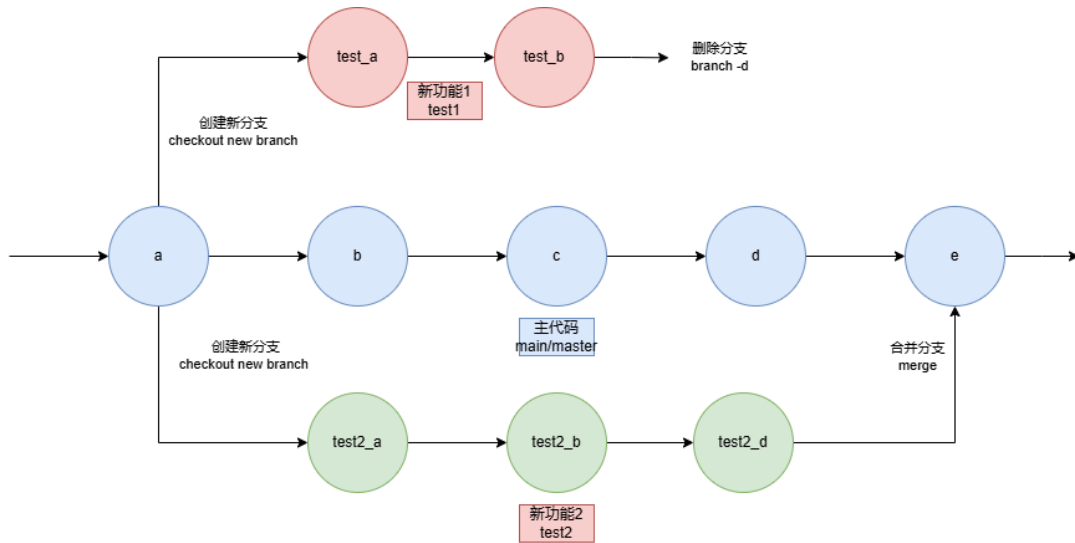 test_a
test_b
删除分支
branch -d
新功能1
test1
创建新分支
checkout new branch
a
b
c
d
e
主代码
main/master
创建新分支
checkout new branch
合并分支
merge
test2_a
test2_b
test2_d
新功能2
test2